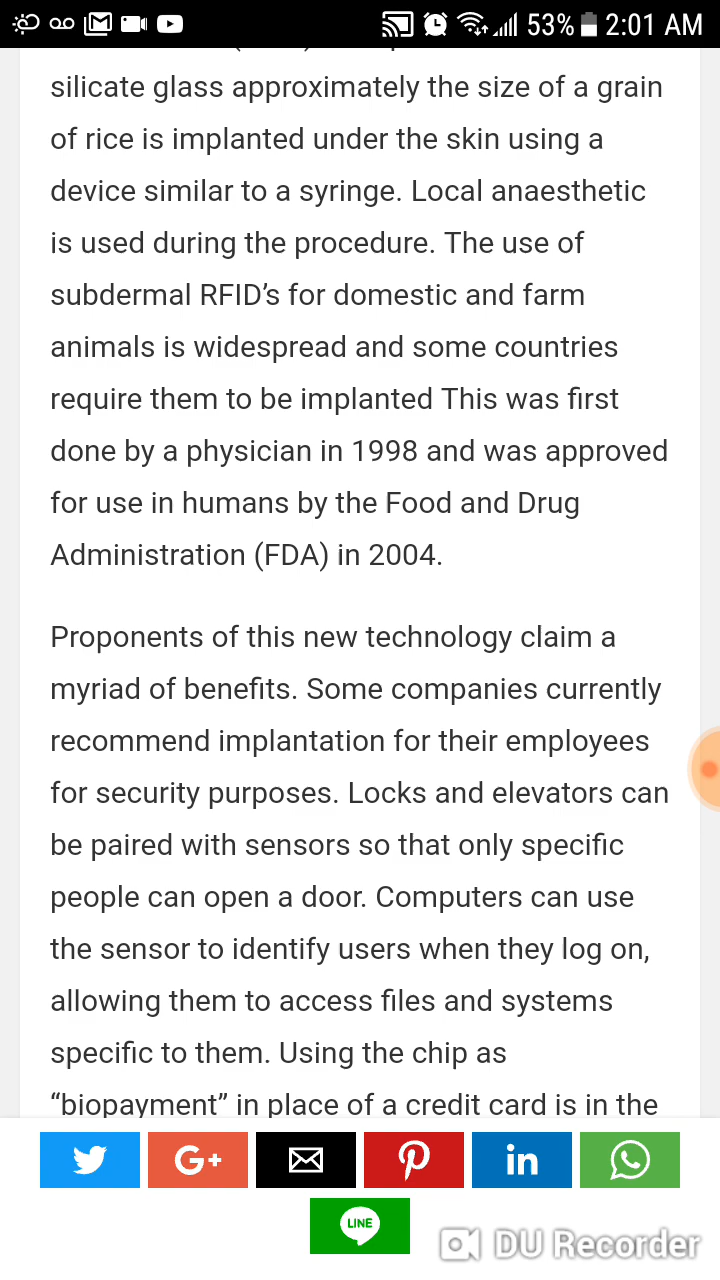 53% 2:01 AM
silicate glass approximately the size of a grain
of rice is implanted under the skin using a
device similar to a syringe. Local anaesthetic
is used during the procedure. The use of
subdermal RFID’s for domestic and farm
animals is widespread and some countries
require them to be implanted This was first
done by a physician in 1998 and was approved
for use in humans by the Food and Drug
Administration (FDA) in 2004.
Proponents of this new technology claim a
myriad of benefits. Some companies currently
recommend implantation for their employees
for security purposes. Locks and elevators can
be paired with sensors so that only specific
people can open a door. Computers can use
the sensor to identify users when they log on,
allowing them to access files and systems
specific to them. Using the chip as
“biopayment” in place of a credit card is in the
G+ in
LINE
DU Recorder